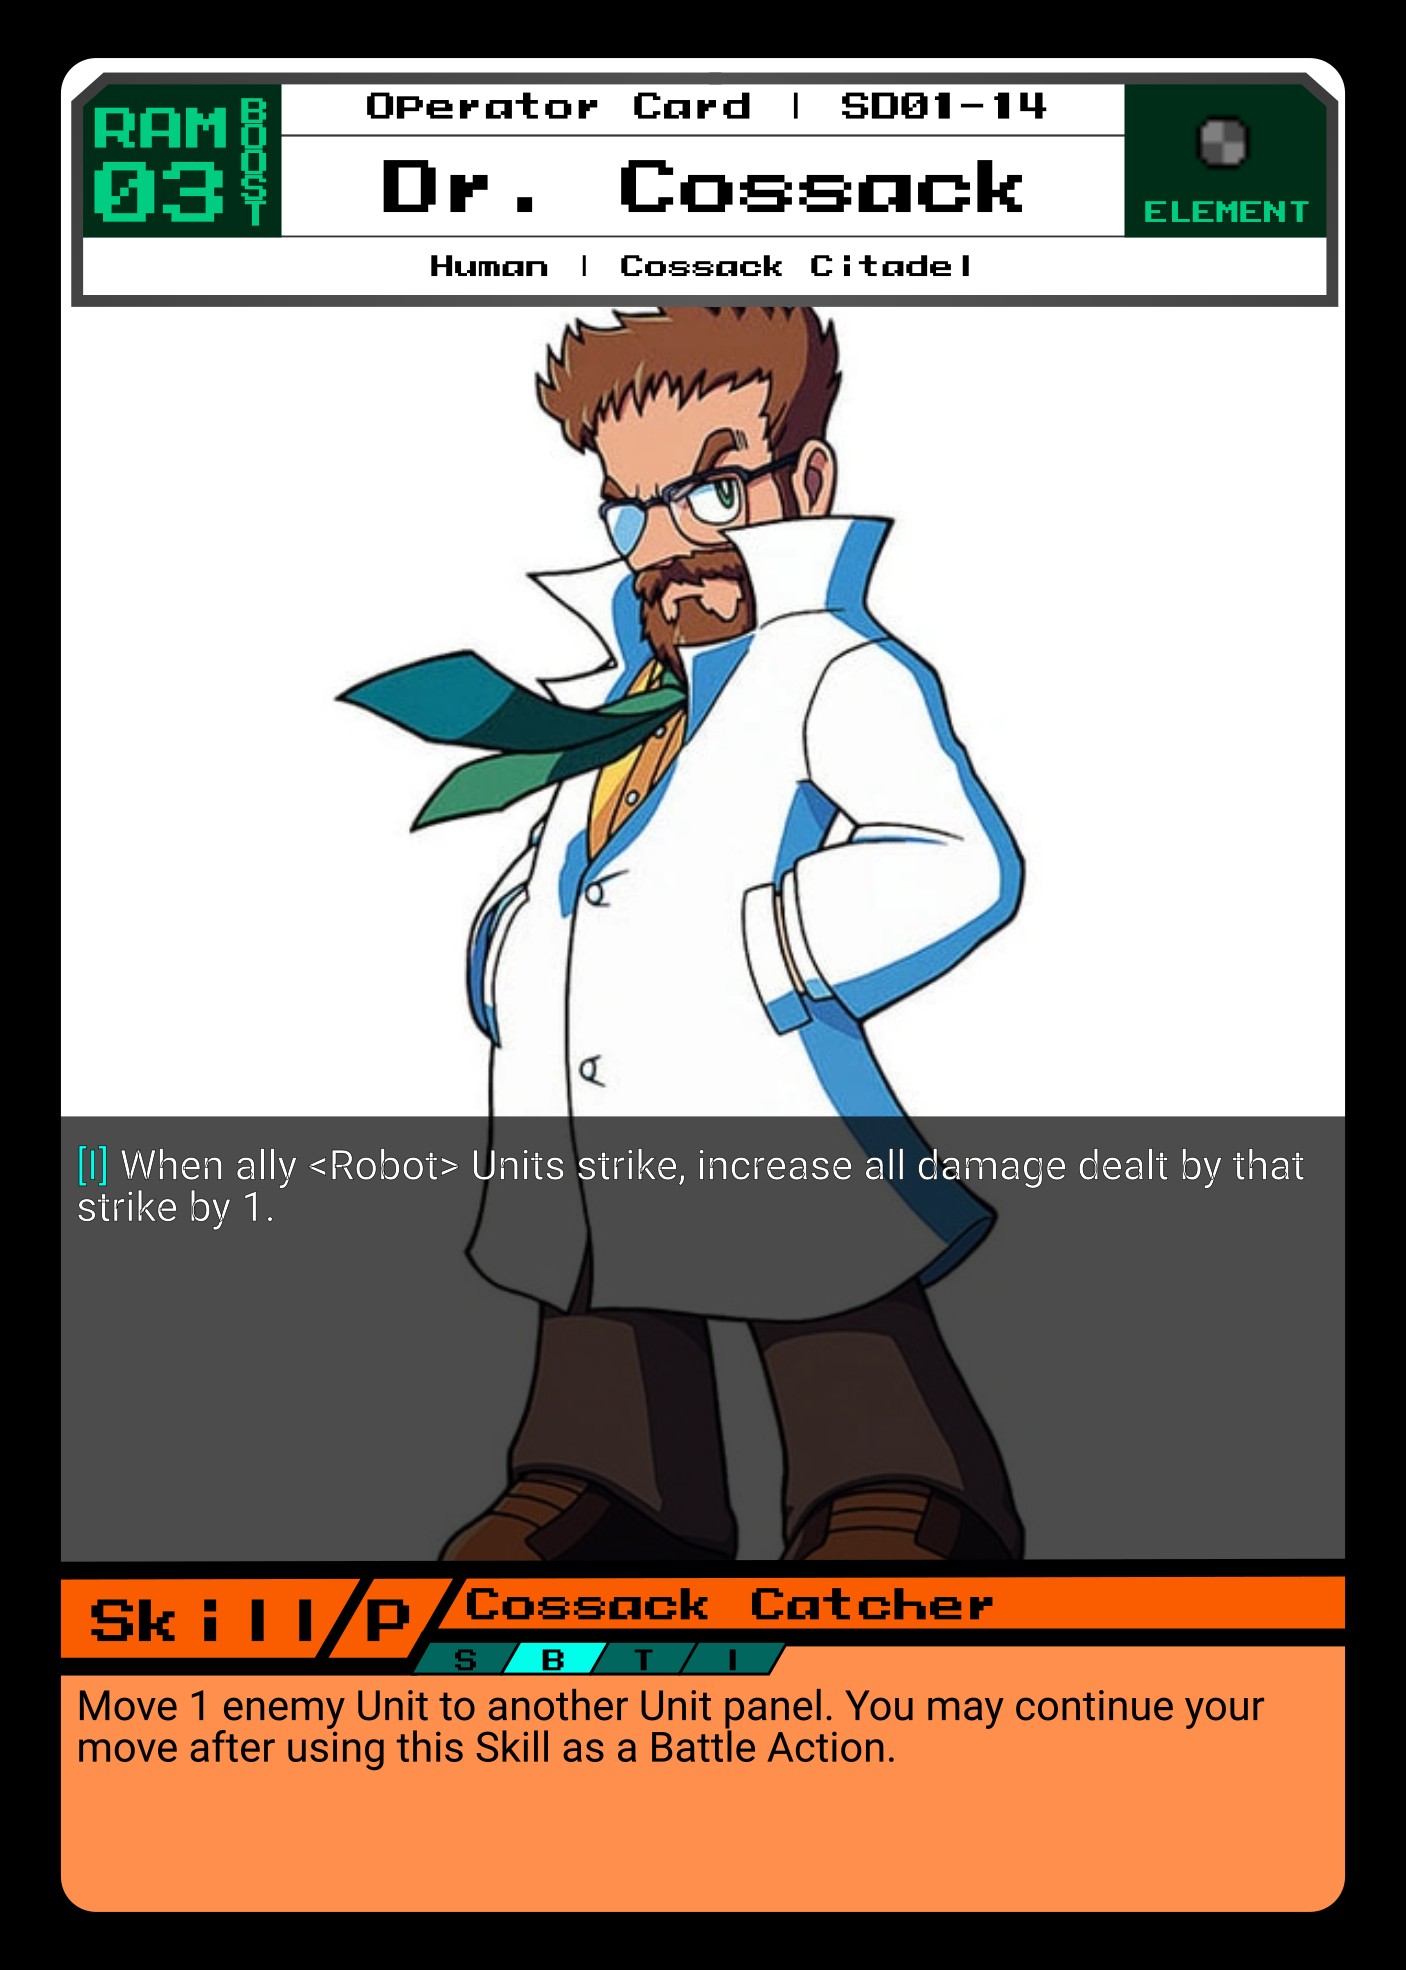 RAM
03
BOOST
Operator Card | SD01-14
Dr. Cossack
ELEMENT
Human | Cossack Citadel
[I] When ally <Robot> Units strike, increase all damage dealt by that
strike by 1.
Skill/P
Cossack Catcher
S B T I
Move 1 enemy Unit to another Unit panel. You may continue your
move after using this Skill as a Battle Action.